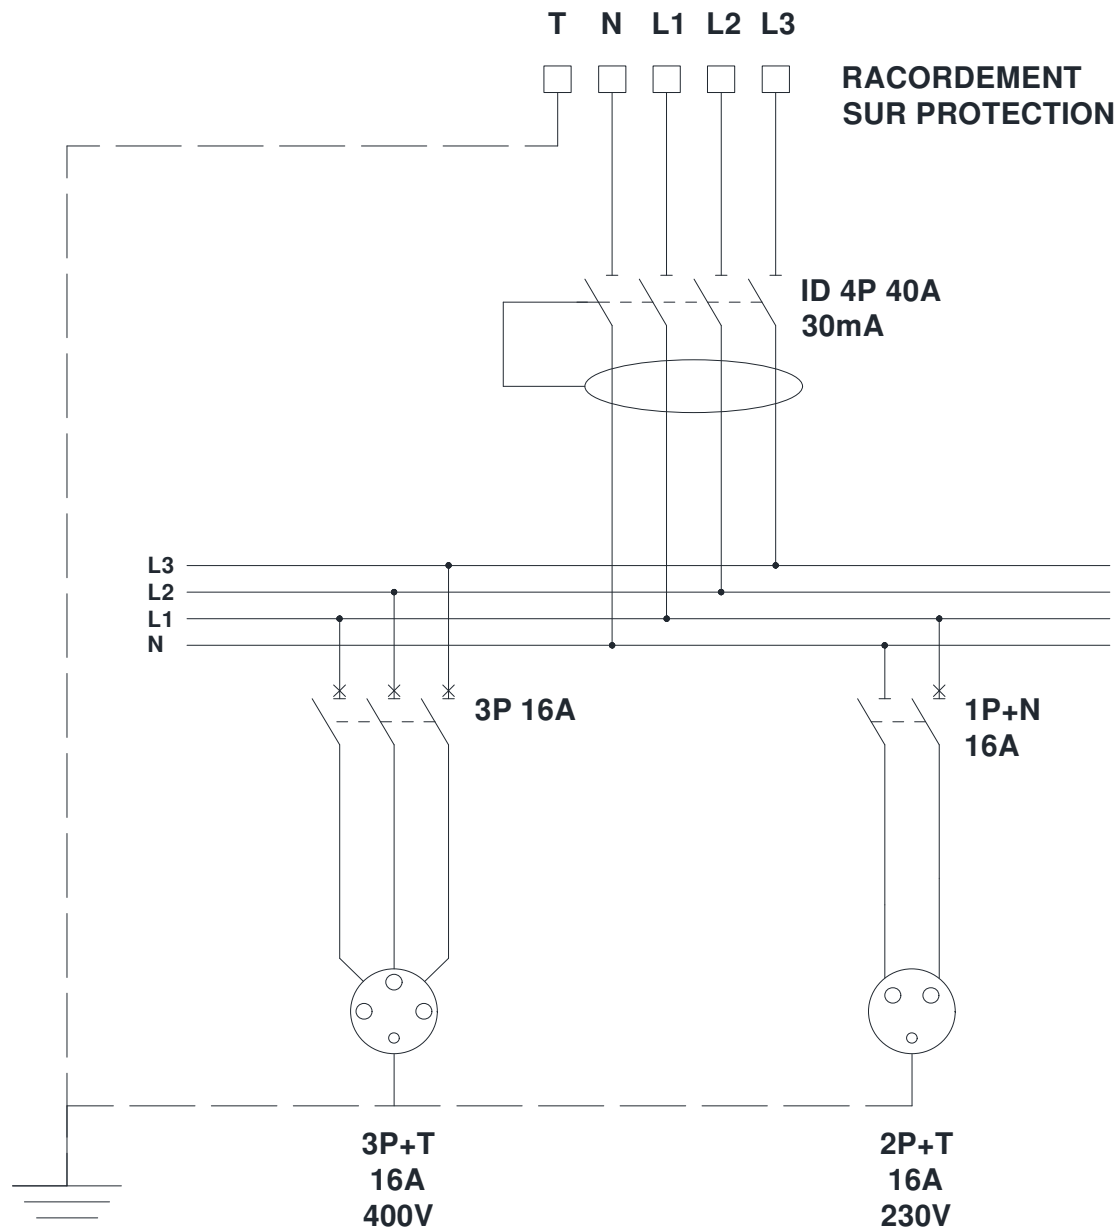 T N L1 L2 L3
RACORDEMENT
SUR PROTECTION
ID 4P 40A
30mA
L3
L2
L1
N
3P 16A
1P+N
16A
3P+T
16A
400V
2P+T
16A
230V